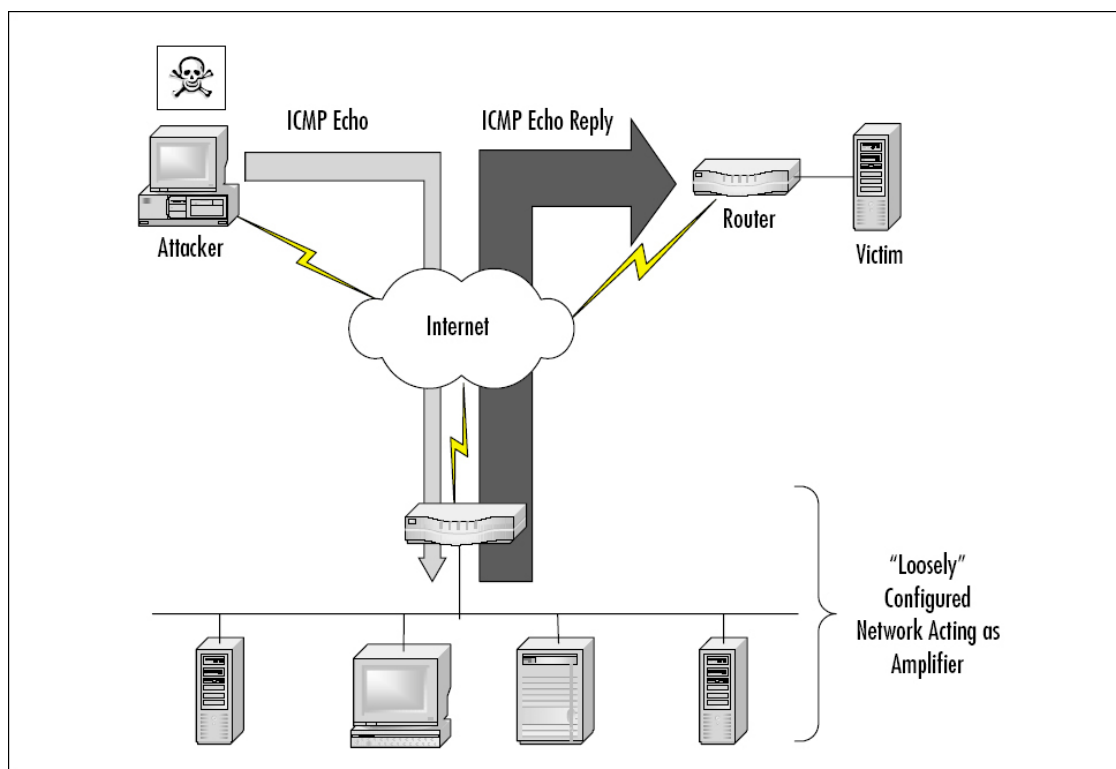 ICMP Echo
ICMP Echo Reply
Attacker
Router
Victim
Internet
“Loosely”
Configured
Network Acting as
Amplifier